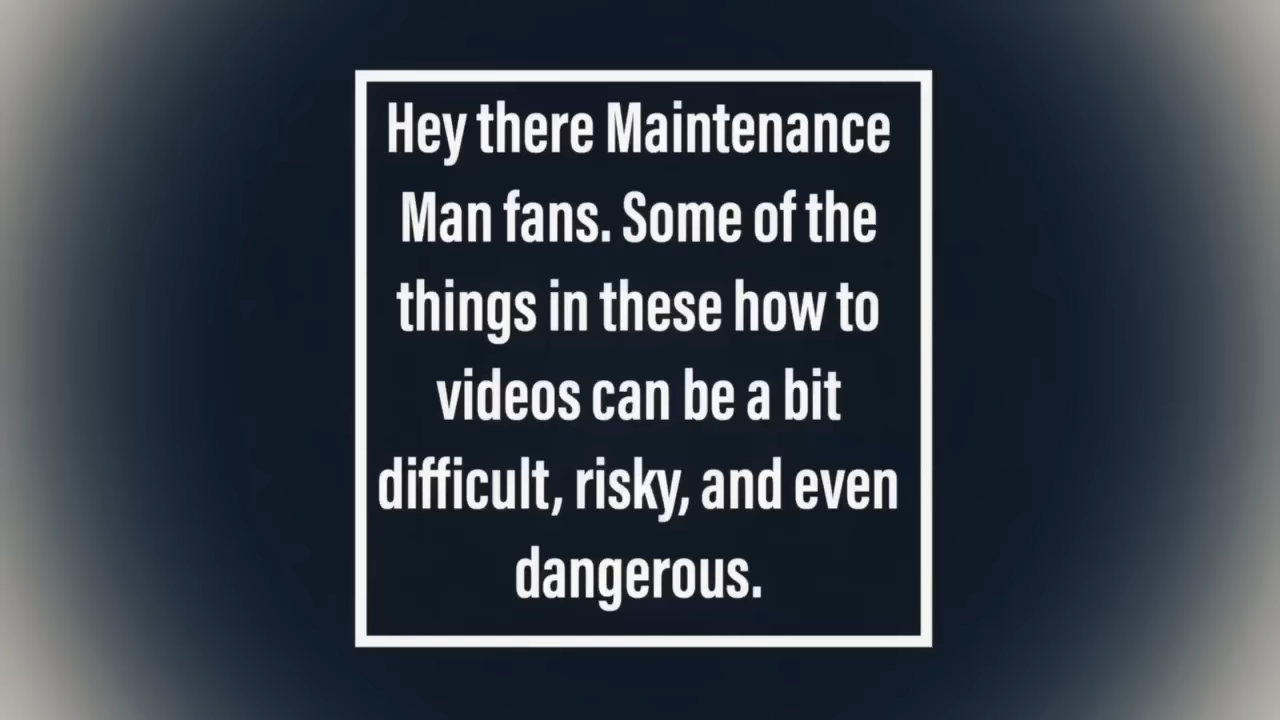 Hey there Maintenance
Man fans. Some of the
things in these how to
videos can be a bit
difficult, risky, and even
dangerous.